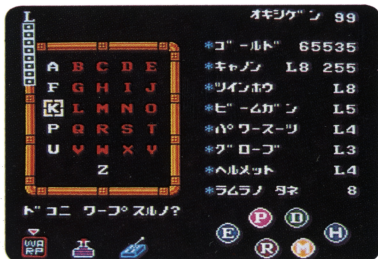 L
オキシゲン 99
A B C D E
F G H I J
K L M N O
P Q R S T
U V W X Y
Z
ドコニ ワープスルノ?
*ゴールド 65535
*キャノン L8 255
*ツインホウ L8
*ビームガン L5
*パワースーツ L4
*グローブ L3
*ヘルメット L4
*ラムラノ タネ 8
WARP
E P D H R M